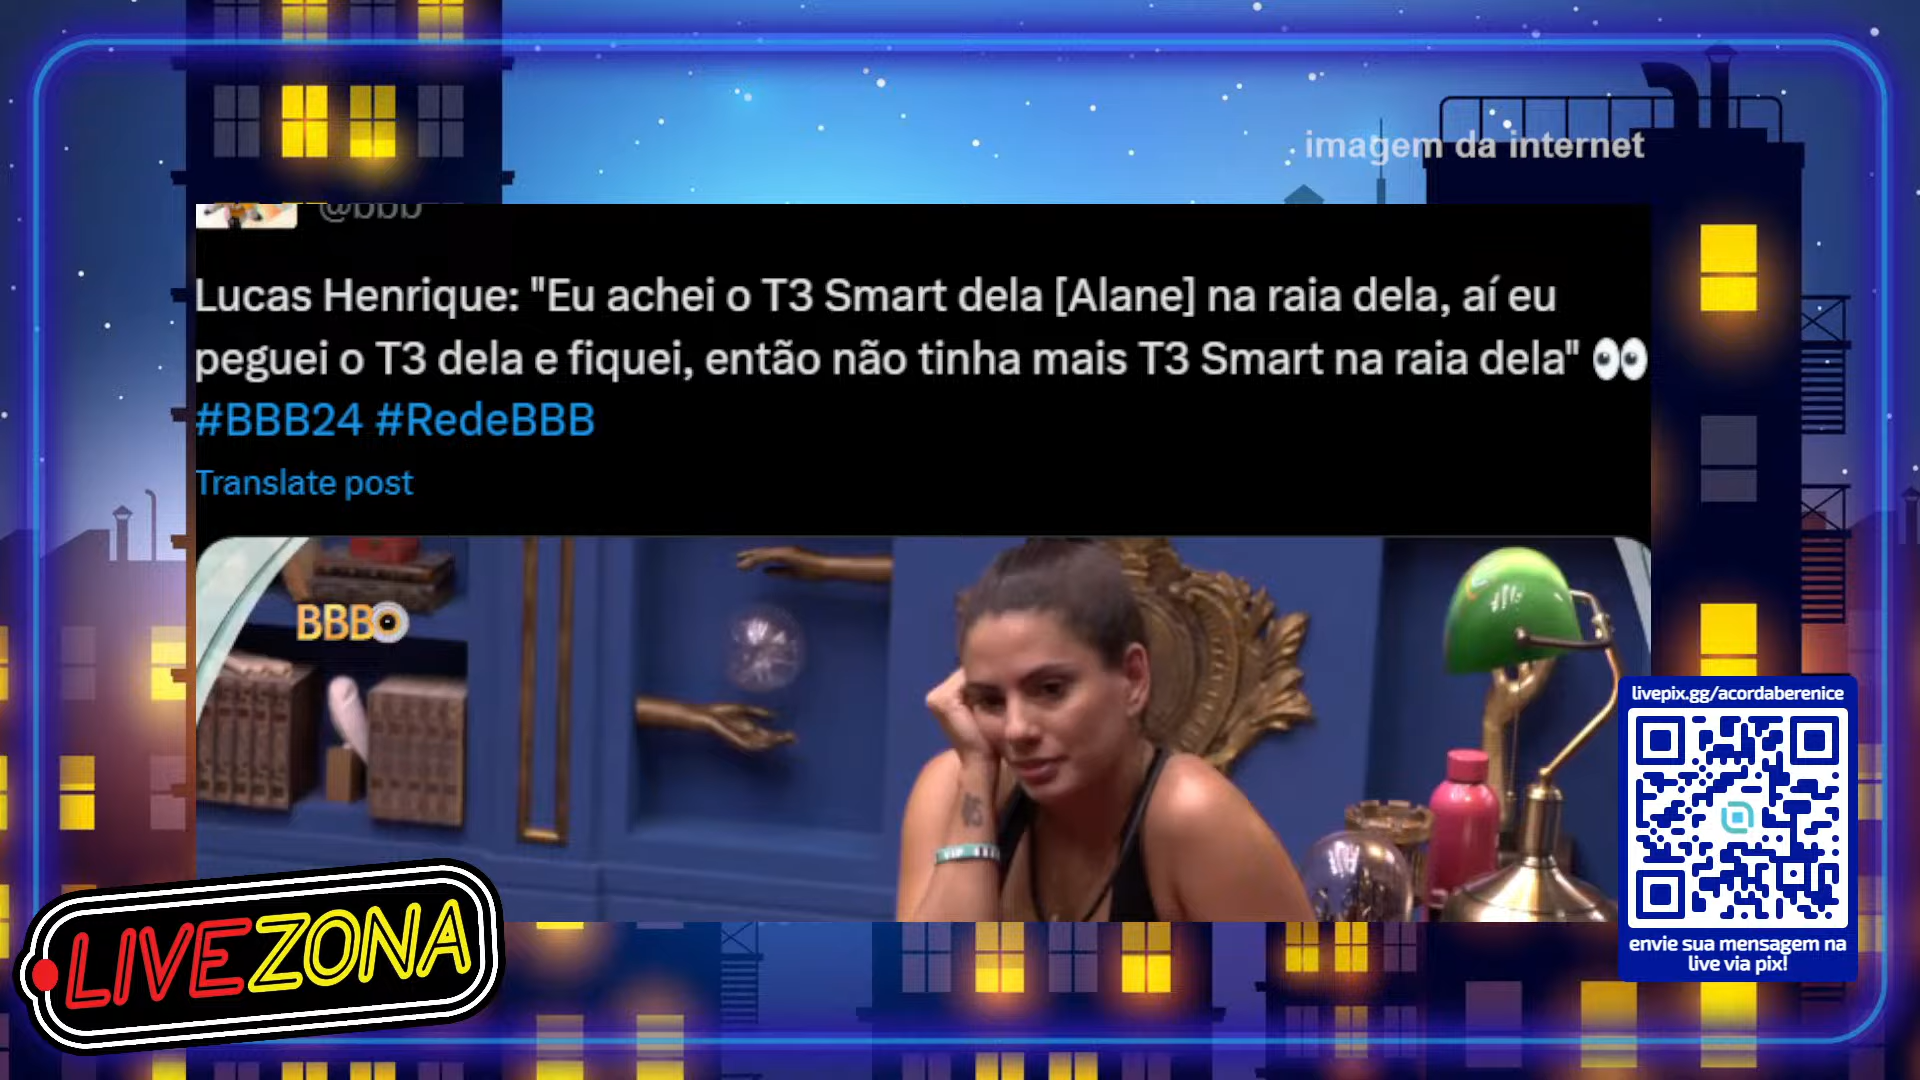 imagem da internet
@bbb
Lucas Henrique: "Eu achei o T3 Smart dela [Alane] na raia dela, aí eu
peguei o T3 dela e fiquei, então não tinha mais T3 Smart na raia dela" 👀
#BBB24 #RedeBBB
Translate post
BBB
VIP
livepix.gg/acordaberenice
envie sua mensagem na
live via pix!
LIVEZONA